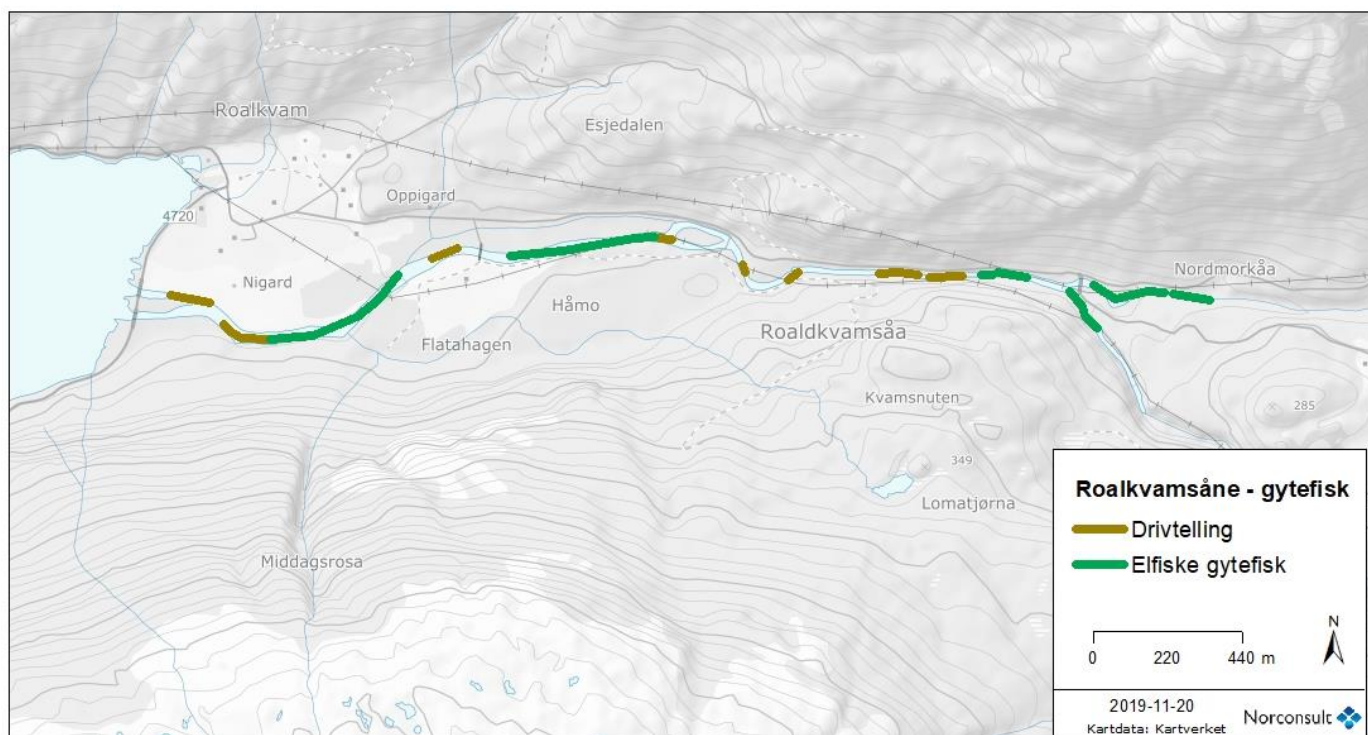 Roalkvam
Esjedalen
Oppigard
4720
Nordmorkåa
Nigard
Håmo
Roaldkvamsåa
Flatahagen
Kvamsnuten
285
349
Lomatjørna
Middagsrosa
Roalkvamsåne - gytefisk
Drivtelling
Elfiske gytefisk
N
0 220 440 m
2019-11-20
Kartdata: Kartverket
Norconsult